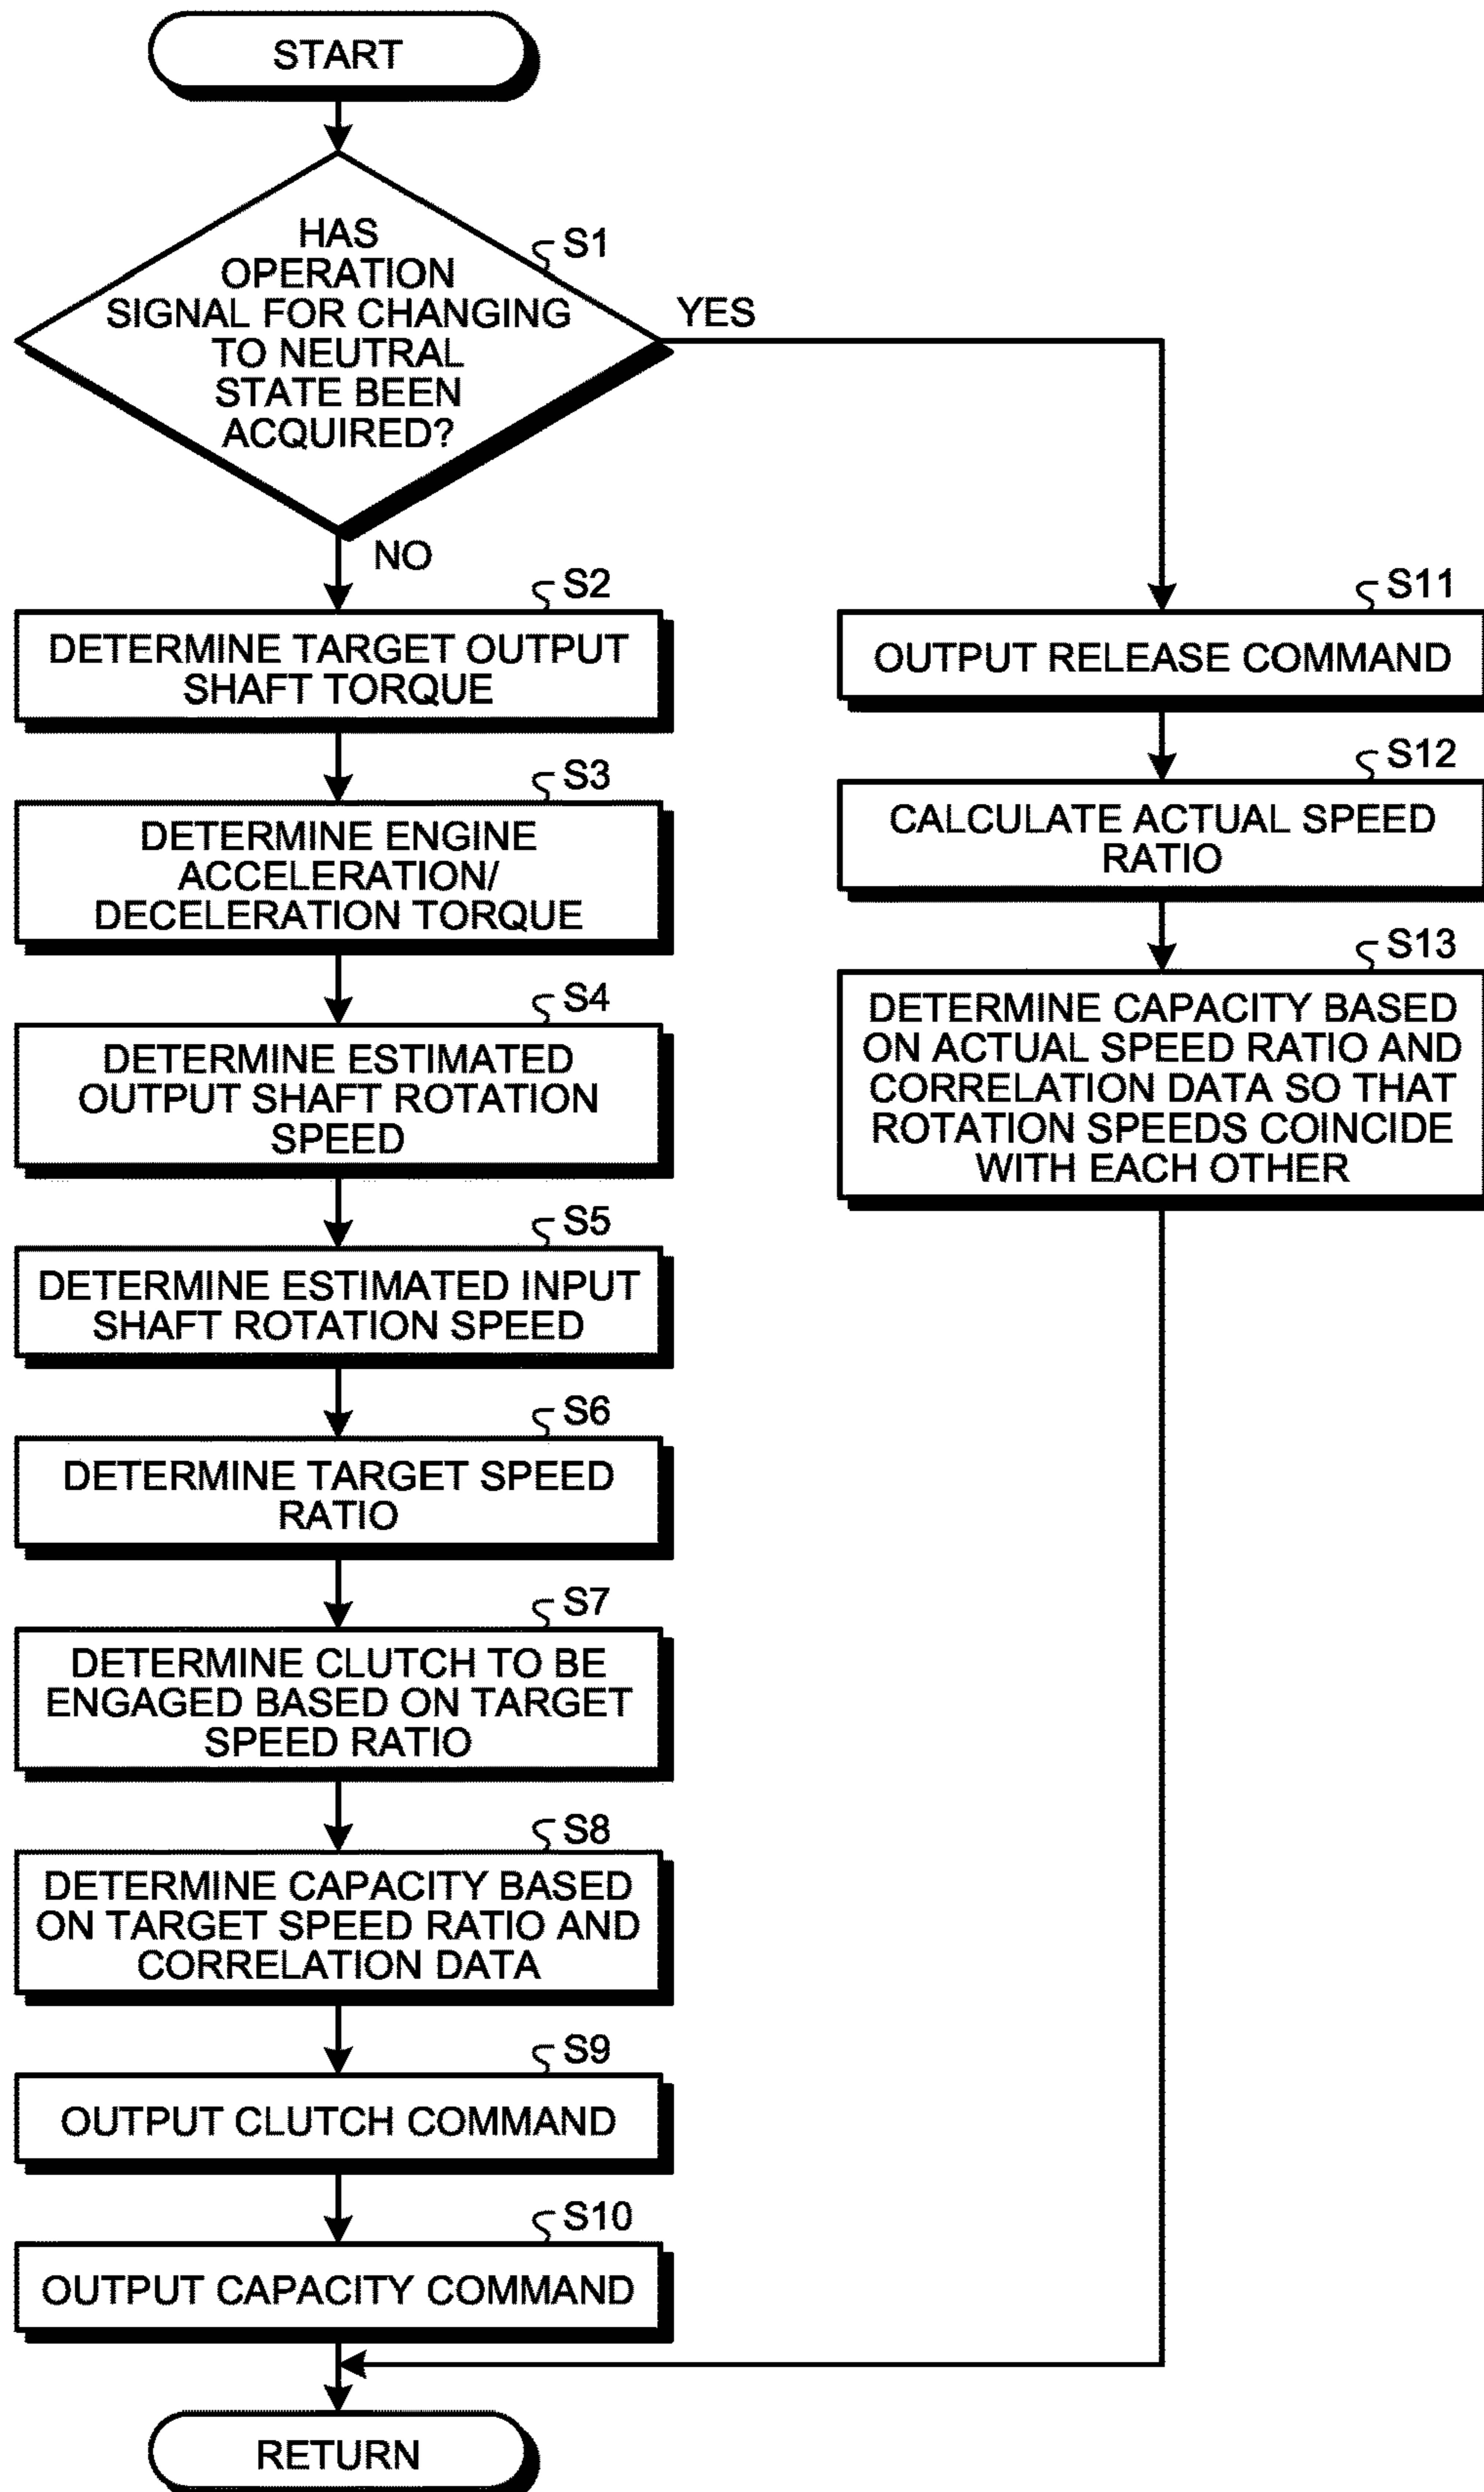 START
HAS
OPERATION
SIGNAL FOR CHANGING
TO NEUTRAL
STATE BEEN
ACQUIRED?
S1
YES
NO
S2
DETERMINE TARGET OUTPUT
SHAFT TORQUE
S3
DETERMINE ENGINE
ACCELERATION/
DECELERATION TORQUE
S4
DETERMINE ESTIMATED
OUTPUT SHAFT ROTATION
SPEED
S5
DETERMINE ESTIMATED INPUT
SHAFT ROTATION SPEED
S6
DETERMINE TARGET SPEED
RATIO
S7
DETERMINE CLUTCH TO BE
ENGAGED BASED ON TARGET
SPEED RATIO
S8
DETERMINE CAPACITY BASED
ON TARGET SPEED RATIO AND
CORRELATION DATA
S9
OUTPUT CLUTCH COMMAND
S10
OUTPUT CAPACITY COMMAND
S11
OUTPUT RELEASE COMMAND
S12
CALCULATE ACTUAL SPEED
RATIO
S13
DETERMINE CAPACITY BASED
ON ACTUAL SPEED RATIO AND
CORRELATION DATA SO THAT
ROTATION SPEEDS COINCIDE
WITH EACH OTHER
RETURN